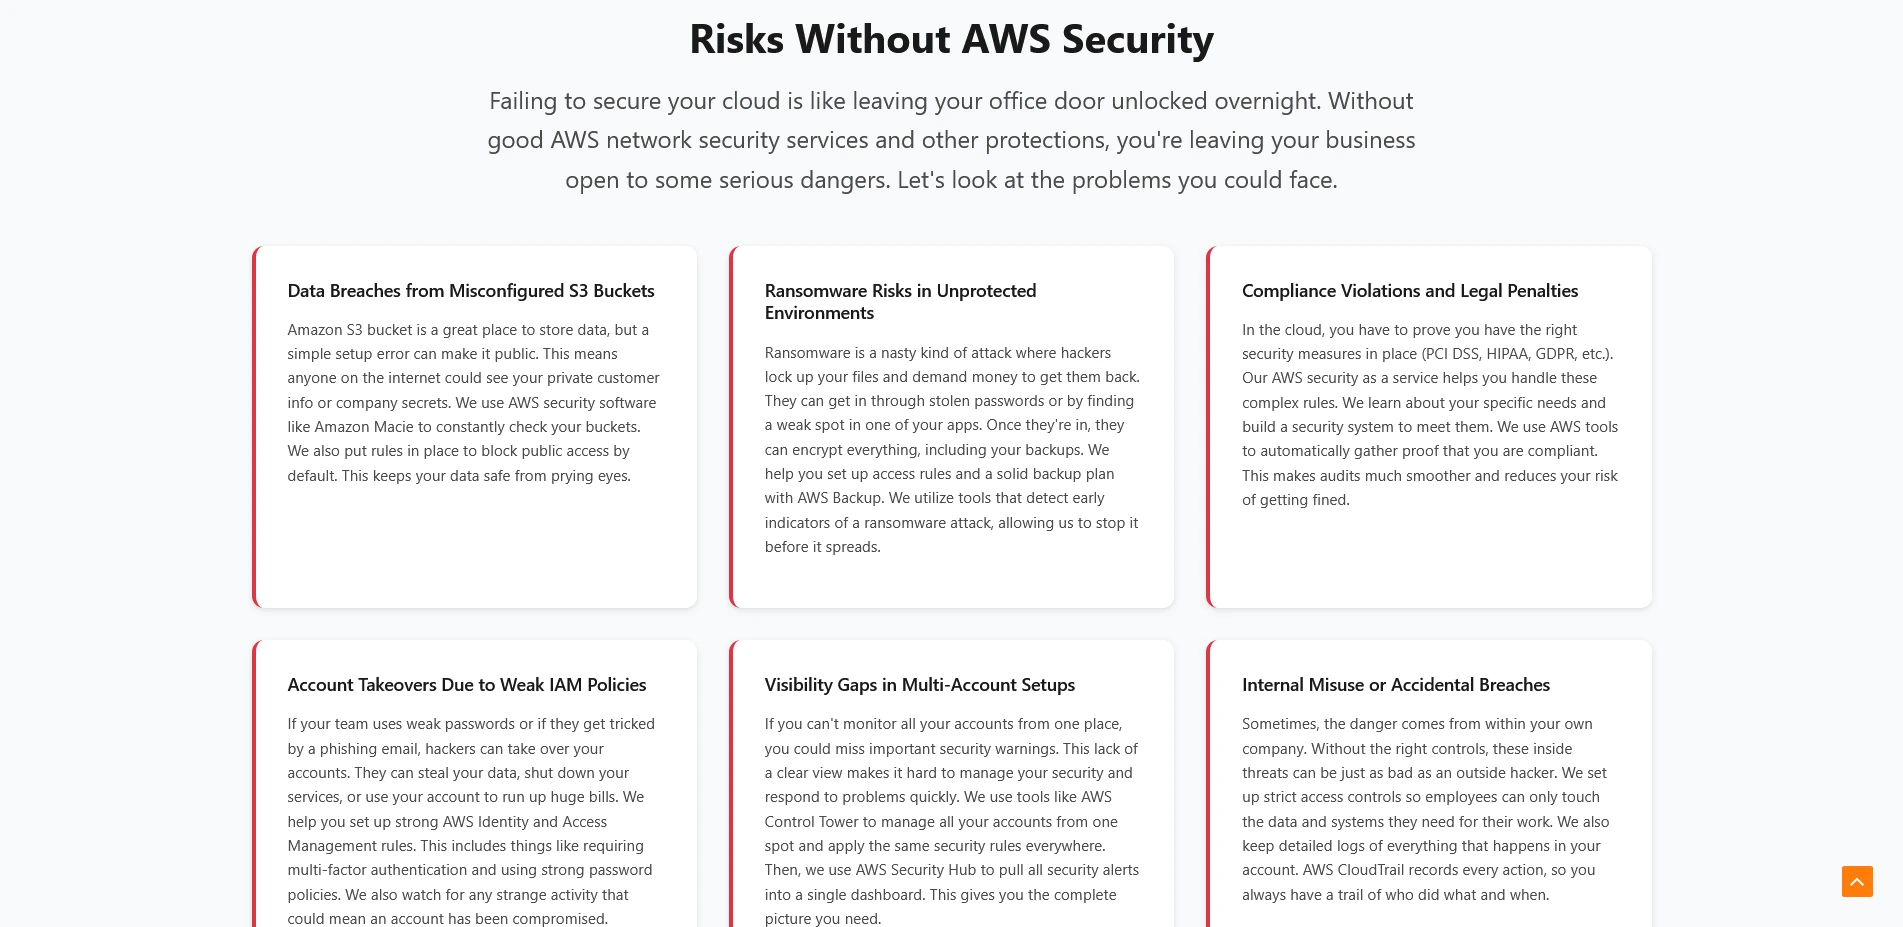 Risks Without AWS Security
Failing to secure your cloud is like leaving your office door unlocked overnight. Without
good AWS network security services and other protections, you're leaving your business
open to some serious dangers. Let's look at the problems you could face.
Data Breaches from Misconfigured S3 Buckets
Amazon S3 bucket is a great place to store data, but a
simple setup error can make it public. This means
anyone on the internet could see your private customer
info or company secrets. We use AWS security software
like Amazon Macie to constantly check your buckets.
We also put rules in place to block public access by
default. This keeps your data safe from prying eyes.
Ransomware Risks in Unprotected
Environments
Ransomware is a nasty kind of attack where hackers
lock up your files and demand money to get them back.
They can get in through stolen passwords or by finding
a weak spot in one of your apps. Once they're in, they
can encrypt everything, including your backups. We
help you set up access rules and a solid backup plan
with AWS Backup. We utilize tools that detect early
indicators of a ransomware attack, allowing us to stop it
before it spreads.
Compliance Violations and Legal Penalties
In the cloud, you have to prove you have the right
security measures in place (PCI DSS, HIPAA, GDPR, etc.).
Our AWS security as a service helps you handle these
complex rules. We learn about your specific needs and
build a security system to meet them. We use AWS tools
to automatically gather proof that you are compliant.
This makes audits much smoother and reduces your risk
of getting fined.
Account Takeovers Due to Weak IAM Policies
If your team uses weak passwords or if they get tricked
by a phishing email, hackers can take over your
accounts. They can steal your data, shut down your
services, or use your account to run up huge bills. We
help you set up strong AWS Identity and Access
Management rules. This includes things like requiring
multi-factor authentication and using strong password
policies. We also watch for any strange activity that
could mean an account has been compromised.
Visibility Gaps in Multi-Account Setups
If you can't monitor all your accounts from one place,
you could miss important security warnings. This lack of
a clear view makes it hard to manage your security and
respond to problems quickly. We use tools like AWS
Control Tower to manage all your accounts from one
spot and apply the same security rules everywhere.
Then, we use AWS Security Hub to pull all security alerts
into a single dashboard. This gives you the complete
picture you need.
Internal Misuse or Accidental Breaches
Sometimes, the danger comes from within your own
company. Without the right controls, these inside
threats can be just as bad as an outside hacker. We set
up strict access controls so employees can only touch
the data and systems they need for their work. We also
keep detailed logs of everything that happens in your
account. AWS CloudTrail records every action, so you
always have a trail of who did what and when.